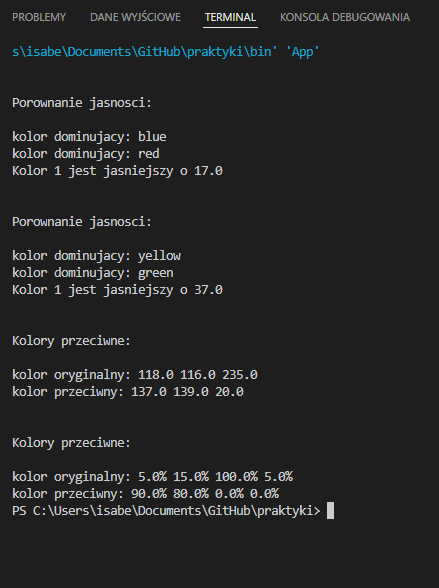 PROBLEMY DANE WYJŚCIOWE TERMINAL KONSOLA DEBUGOWANIA
s\isabe\Documents\GitHub\praktyki\bin' 'App'
Porownanie jasnosci:
kolor dominujacy: blue
kolor dominujacy: red
Kolor 1 jest jasniejszy o 17.0
Porownanie jasnosci:
kolor dominujacy: yellow
kolor dominujacy: green
Kolor 1 jest jasniejszy o 37.0
Kolory przeciwne:
kolor oryginalny: 118.0 116.0 235.0
kolor przeciwny: 137.0 139.0 20.0
Kolory przeciwne:
kolor oryginalny: 5.0% 15.0% 100.0% 5.0%
kolor przeciwny: 90.0% 80.0% 0.0% 0.0%
PS C:\Users\isabe\Documents\GitHub\praktyki>